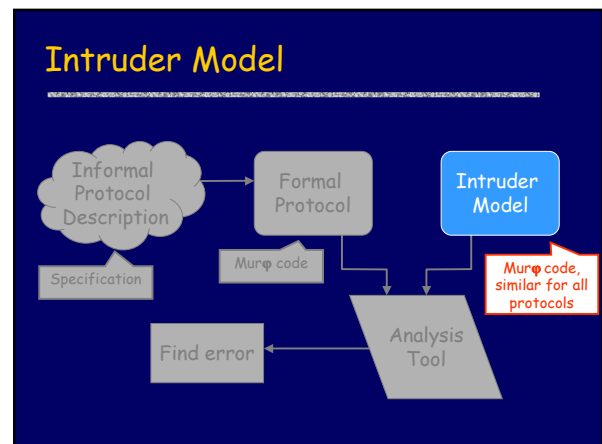 Intruder Model
Informal
Protocol
Description
Formal
Protocol
Intruder
Model
Specification
Murφ code
Murφ code,
similar for all
protocols
Analysis
Tool
Find error